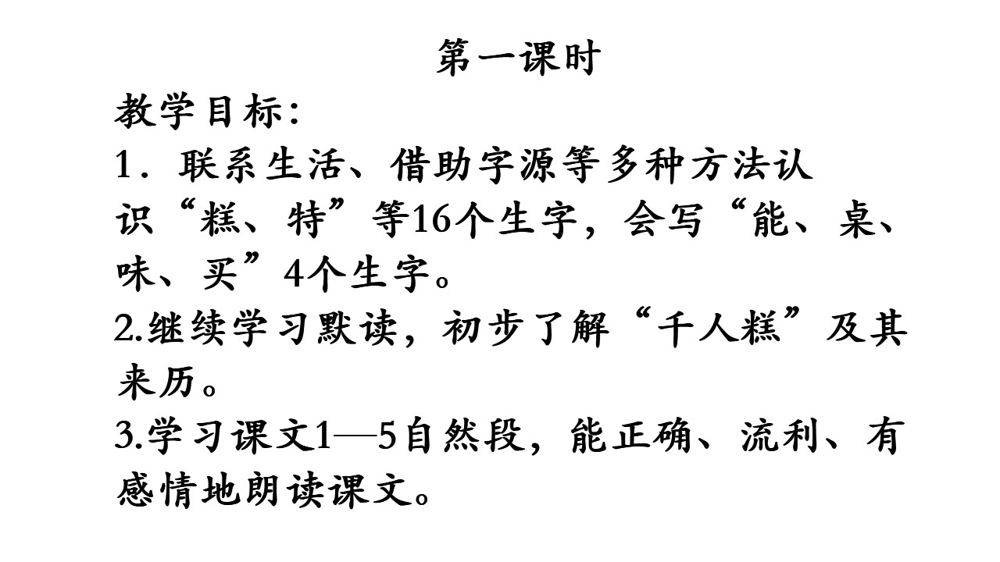 第一课时
教学目标：
1．联系生活、借助字源等多种方法认
识“糕、特”等16个生字，会写“能、桌、
味、买”4个生字。
2.继续学习默读，初步了解“千人糕”及其
来历。
3.学习课文1—5自然段，能正确、流利、有
感情地朗读课文。